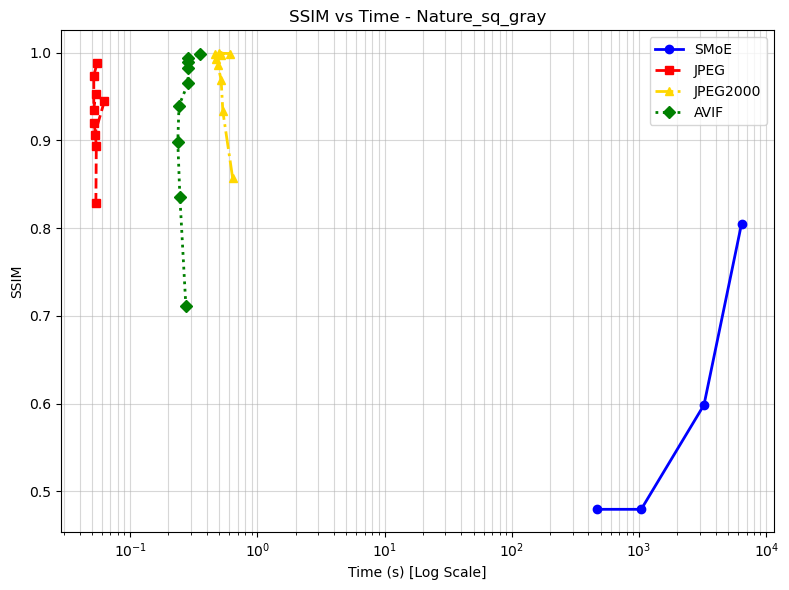 SSIM vs Time - Nature_sq_gray
SSIM
1.0
0.9
0.8
0.7
0.6
0.5
SMoE
JPEG
JPEG2000
AVIF
10⁻¹
10⁰
10¹
10²
10³
10⁴
Time (s) [Log Scale]